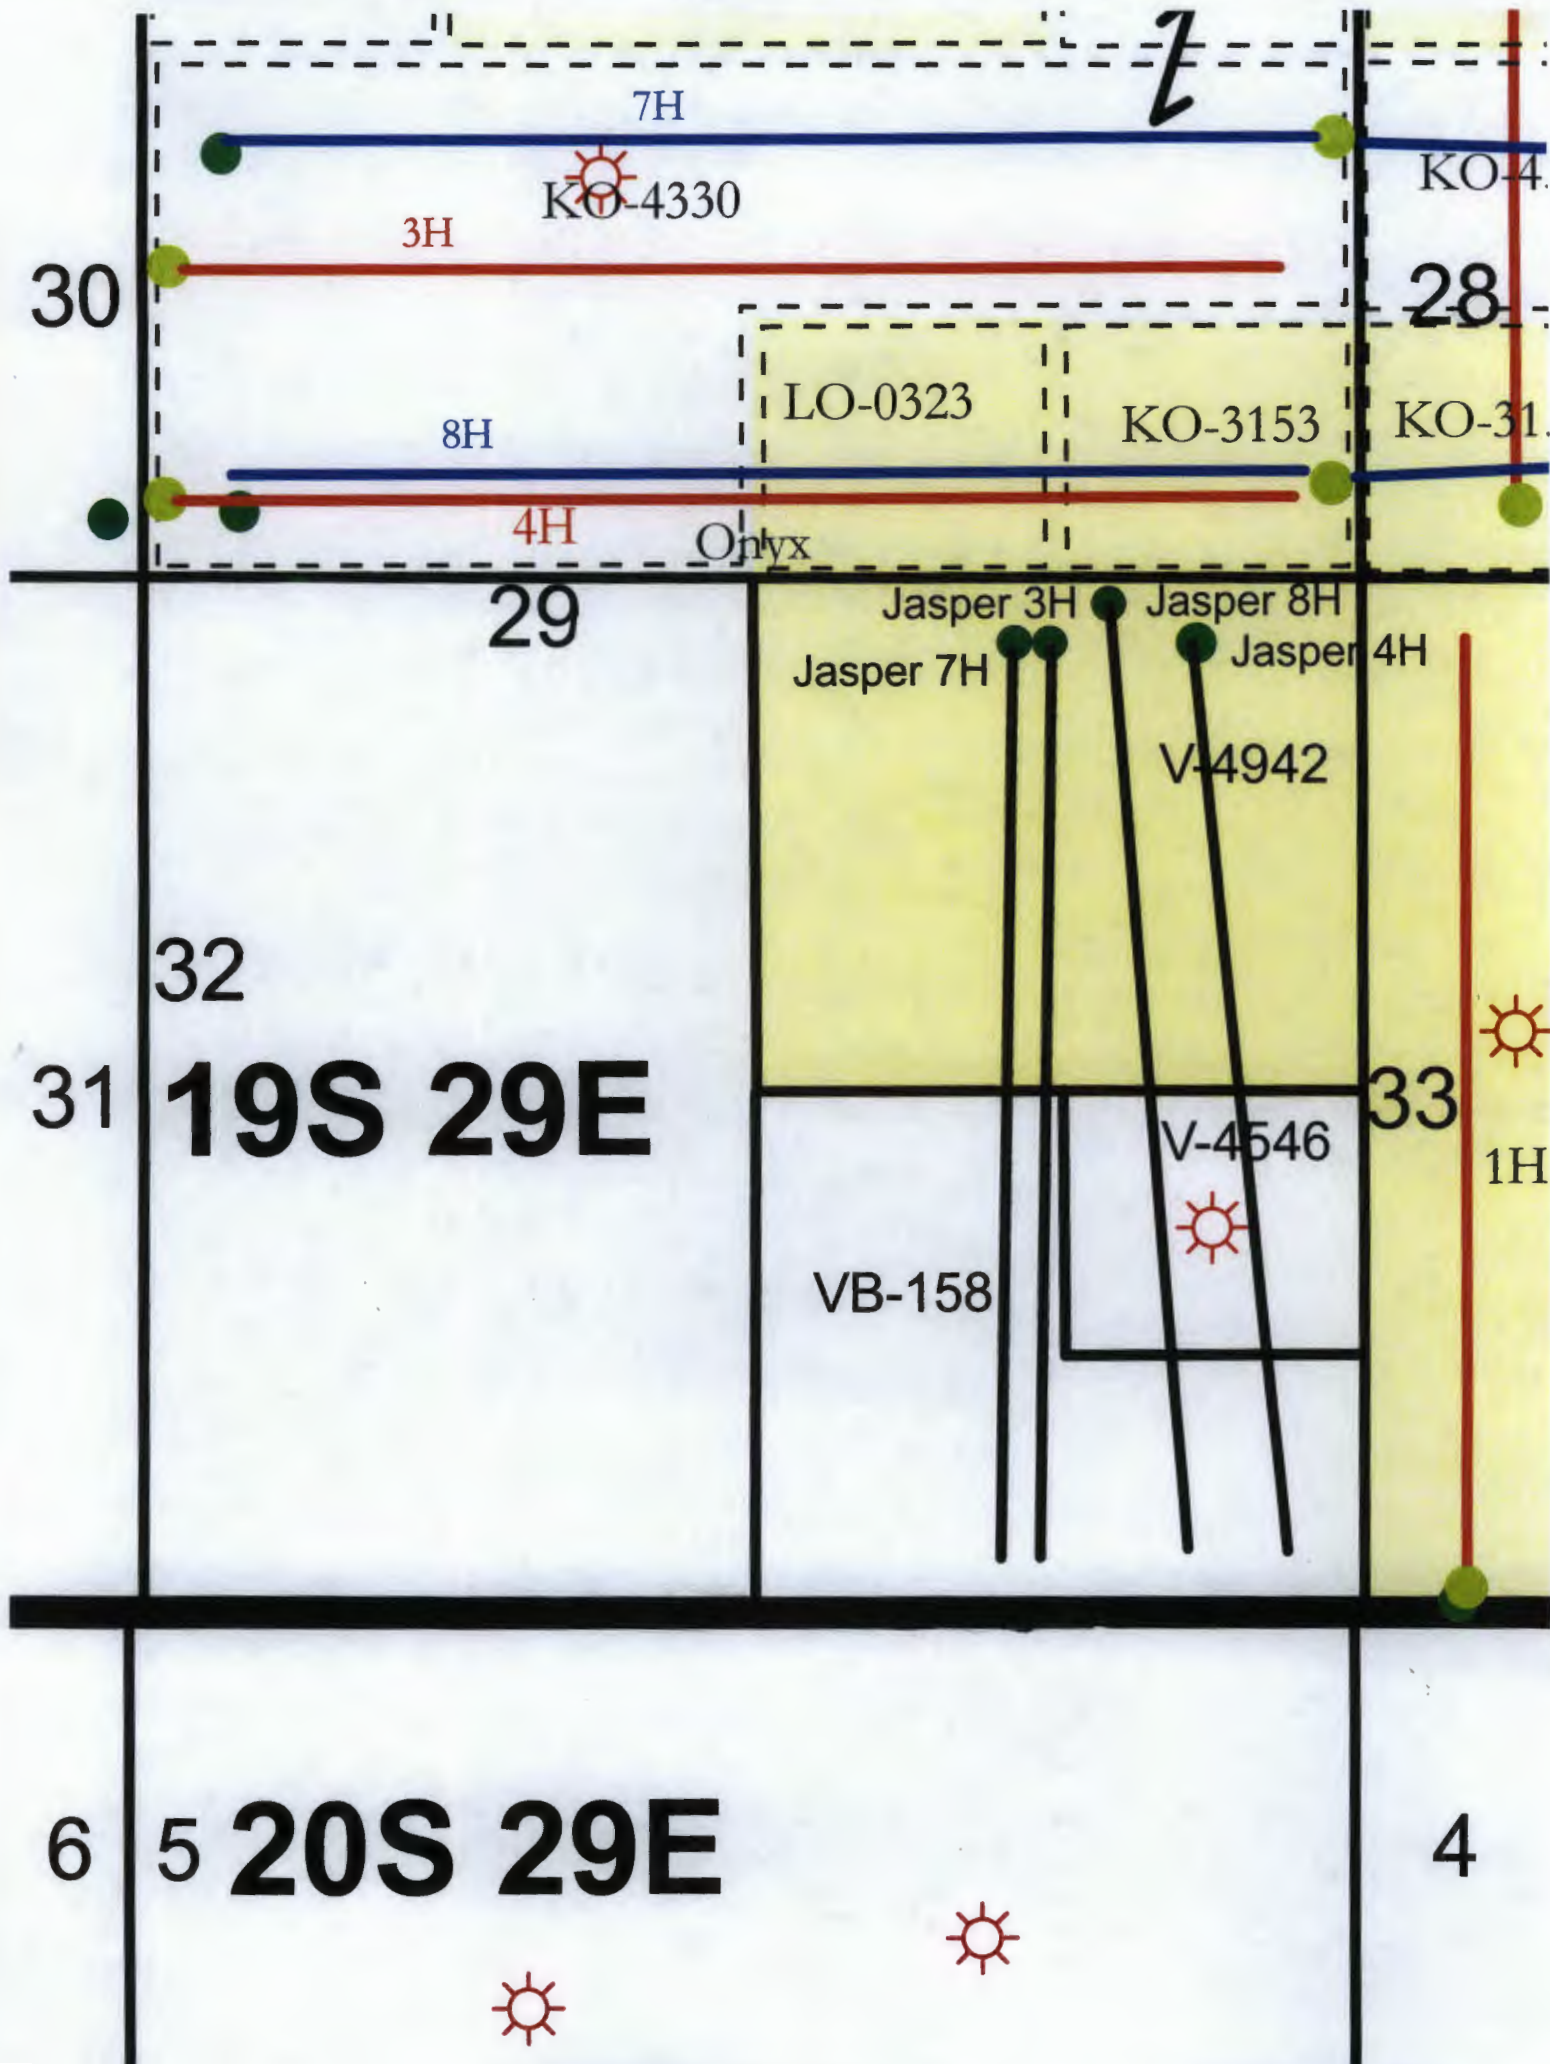 7H
KO-4330
KO-4
3H
30
28
LO-0323
KO-3153
KO-31
8H
4H
Onyx
29
Jasper 3H
Jasper 8H
Jasper 7H
Jasper 4H
V-4942
32
31
19S 29E
33
V-4546
1H
VB-158
6
5
20S 29E
4